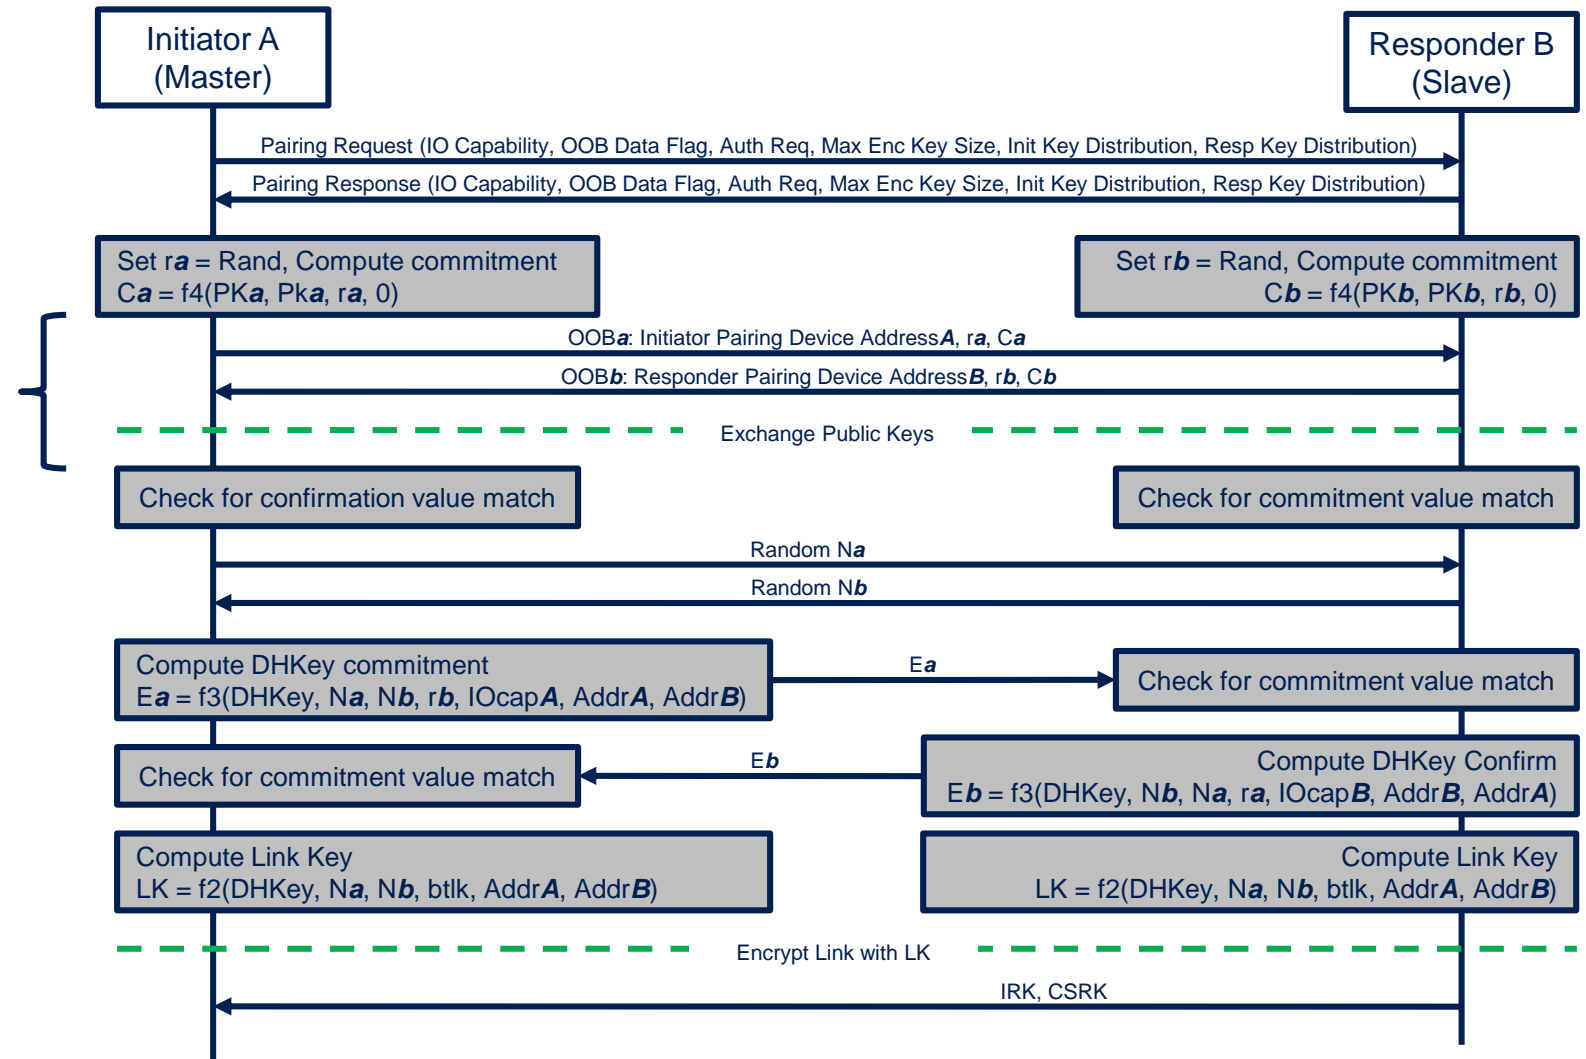 Initiator A
(Master)
Responder B
(Slave)
Pairing Request (IO Capability, OOB Data Flag, Auth Req, Max Enc Key Size, Init Key Distribution, Resp Key Distribution)
Pairing Response (IO Capability, OOB Data Flag, Auth Req, Max Enc Key Size, Init Key Distribution, Resp Key Distribution)
Set ra = Rand, Compute commitment
Ca = f4(PKa, Pka, ra, 0)
Set rb = Rand, Compute commitment
Cb = f4(PKb, PKb, rb, 0)
OOBa: Initiator Pairing Device AddressA, ra, Ca
OOBb: Responder Pairing Device AddressB, rb, Cb
Exchange Public Keys
Check for confirmation value match
Check for commitment value match
Random Na
Random Nb
Compute DHKey commitment
Ea = f3(DHKey, Na, Nb, rb, IOcapA, AddrA, AddrB)
Ea
Check for commitment value match
Check for commitment value match
Eb
Compute DHKey Confirm
Eb = f3(DHKey, Nb, Na, ra, IOcapB, AddrB, AddrA)
Compute Link Key
LK = f2(DHKey, Na, Nb, btlk, AddrA, AddrB)
Compute Link Key
LK = f2(DHKey, Na, Nb, btlk, AddrA, AddrB)
Encrypt Link with LK
IRK, CSRK